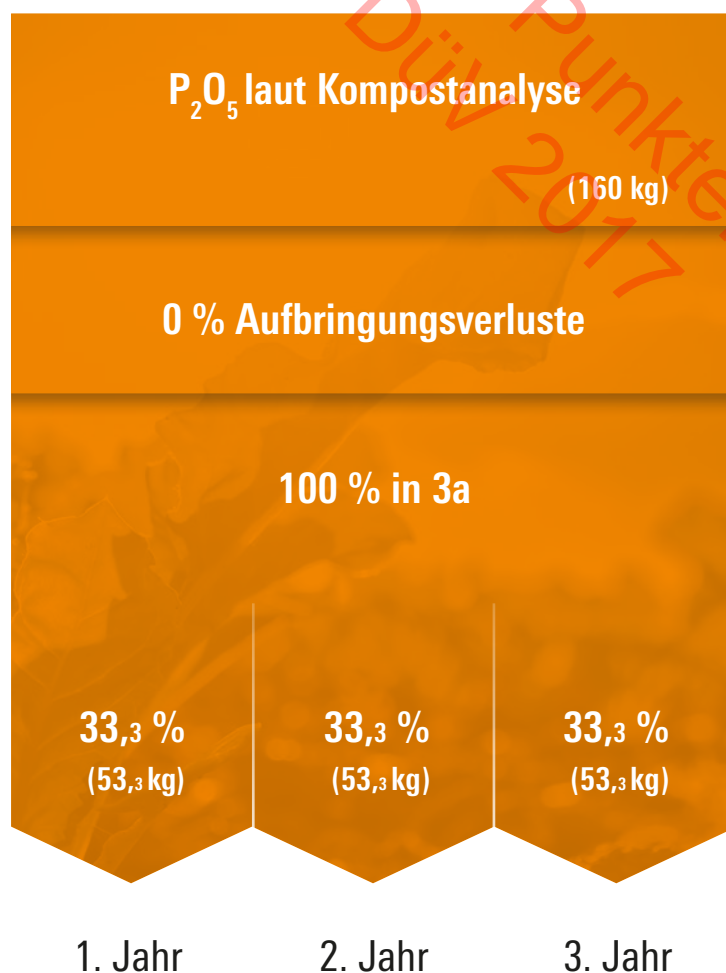 P₂O₅ laut Kompostanalyse
(160 kg)
Punkte
DüV 2017
0 % Aufbringungsverluste
100 % in 3a
33,3 % 33,3 % 33,3 %
(53,3 kg) (53,3 kg) (53,3 kg)
1. Jahr 2. Jahr 3. Jahr